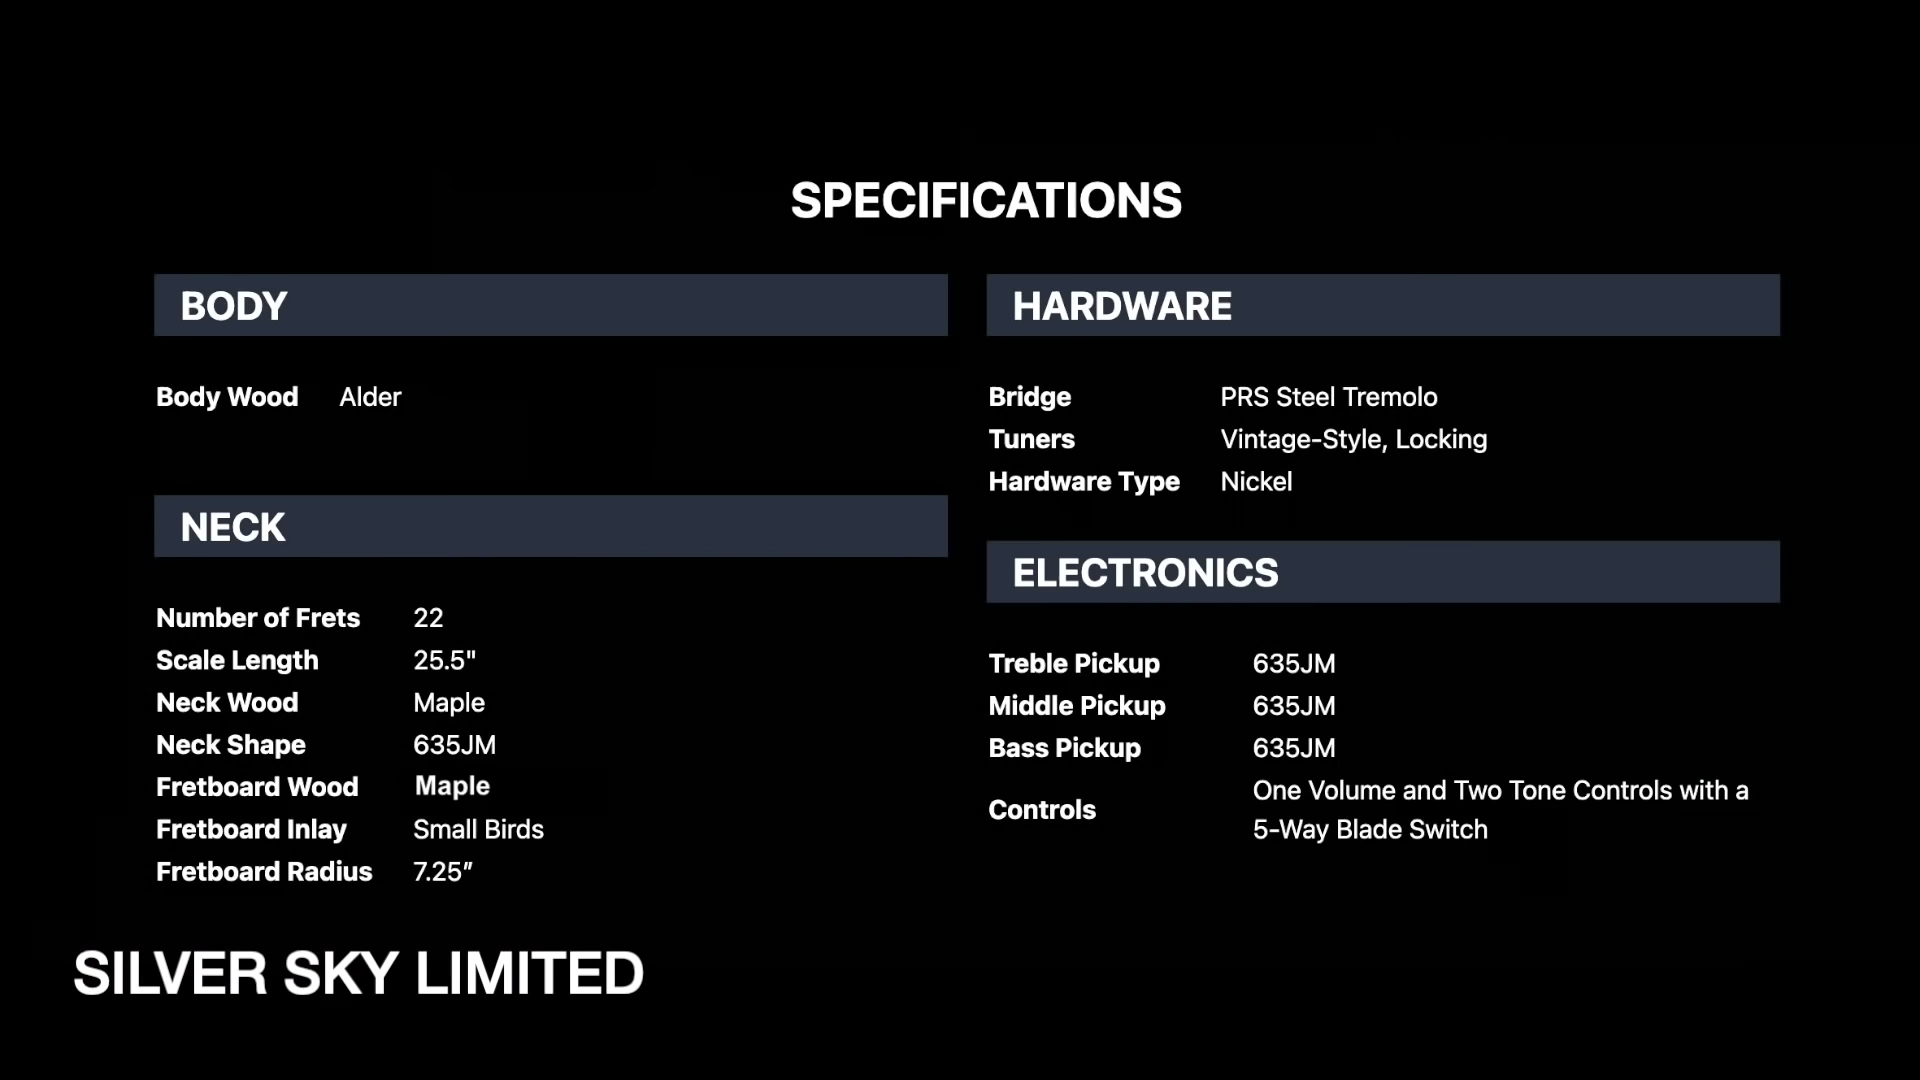 SPECIFICATIONS
BODY
Body Wood Alder
NECK
Number of Frets 22
Scale Length 25.5"
Neck Wood Maple
Neck Shape 635JM
Fretboard Wood Maple
Fretboard Inlay Small Birds
Fretboard Radius 7.25”
HARDWARE
Bridge PRS Steel Tremolo
Tuners Vintage-Style, Locking
Hardware Type Nickel
ELECTRONICS
Treble Pickup 635JM
Middle Pickup 635JM
Bass Pickup 635JM
Controls One Volume and Two Tone Controls with a
5-Way Blade Switch
SILVER SKY LIMITED